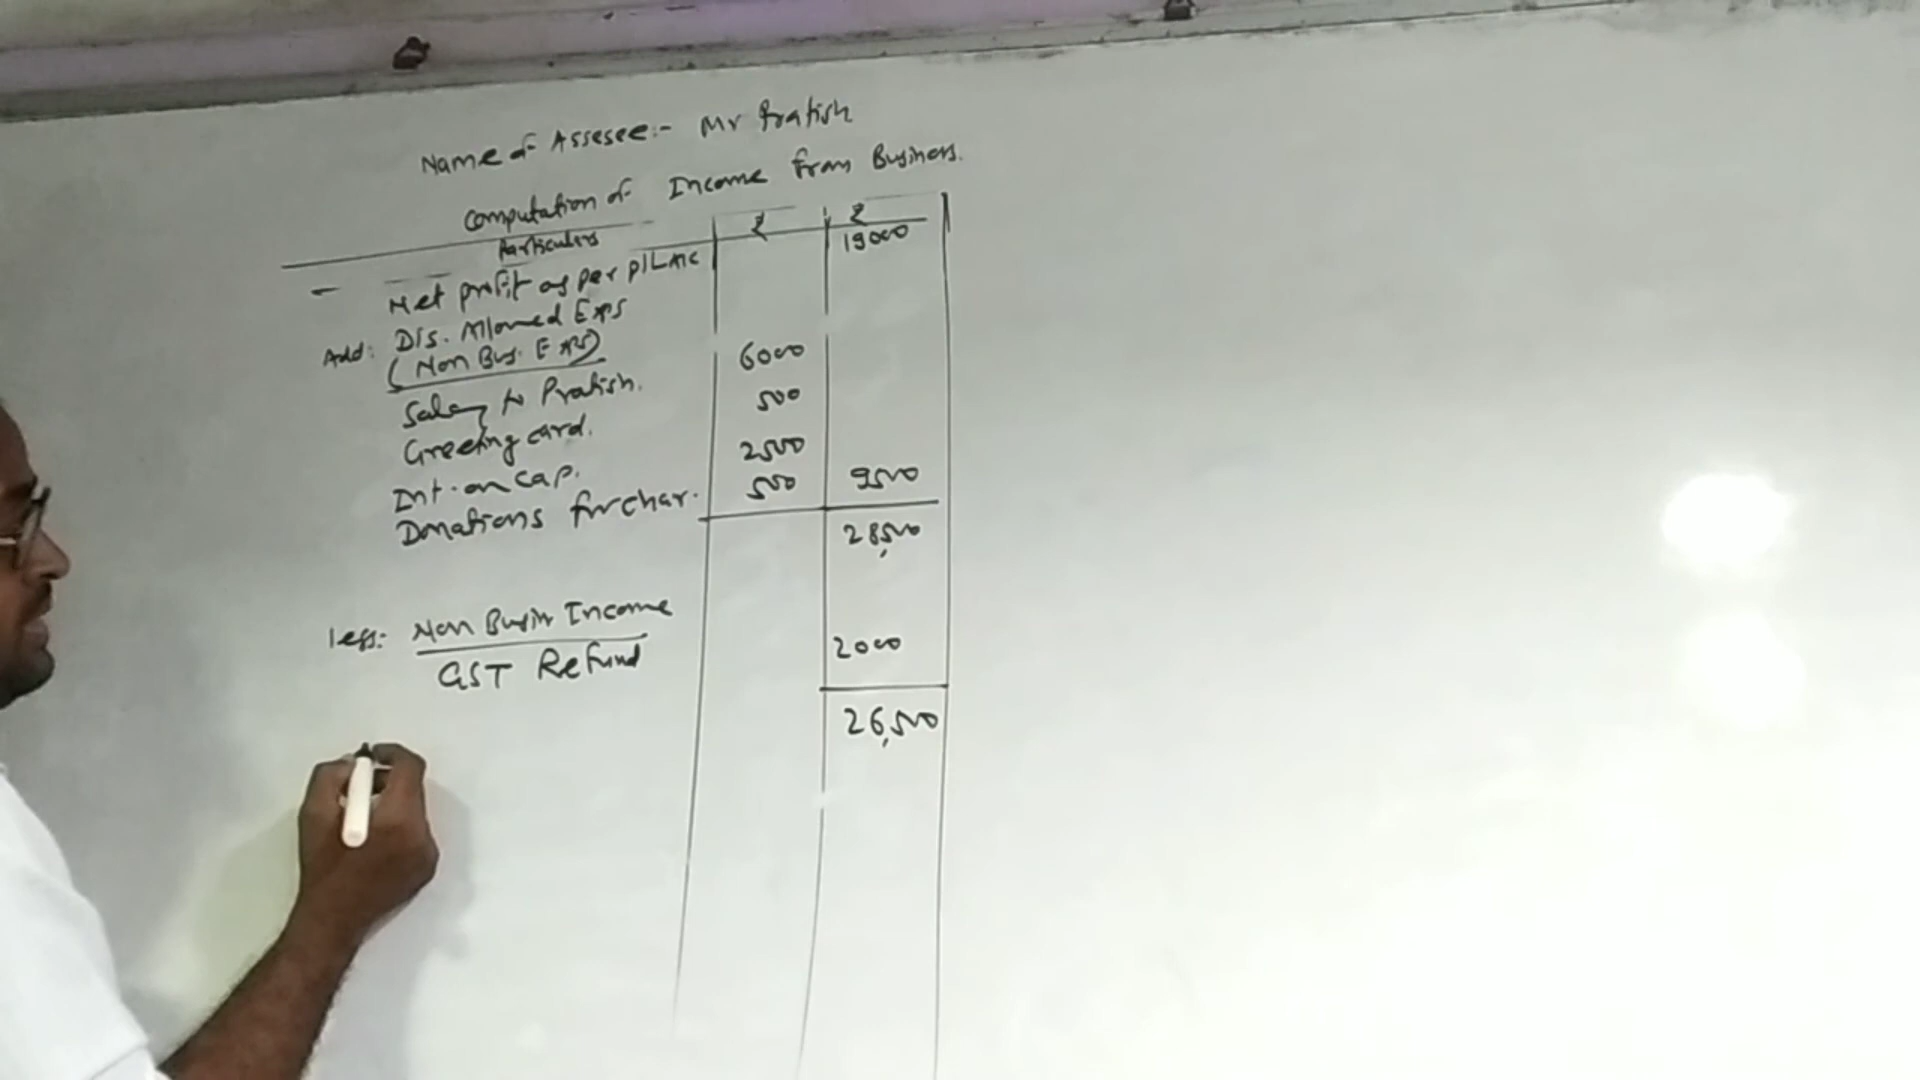 Name of Assesee:- Mr Pratish
Computation of Income from Business.
Particulars ₹ ₹
Net profit as per P/L A/c 19000
Add: Dis. Allowed Exps
(Non Bus. Exps)
Salary to Pratish. 6000
Greeting card. 500
Int. on cap. 2500
Donations for char. 500 9500
28,500
less: Non Busin Income
GST Refund 2000
26,500